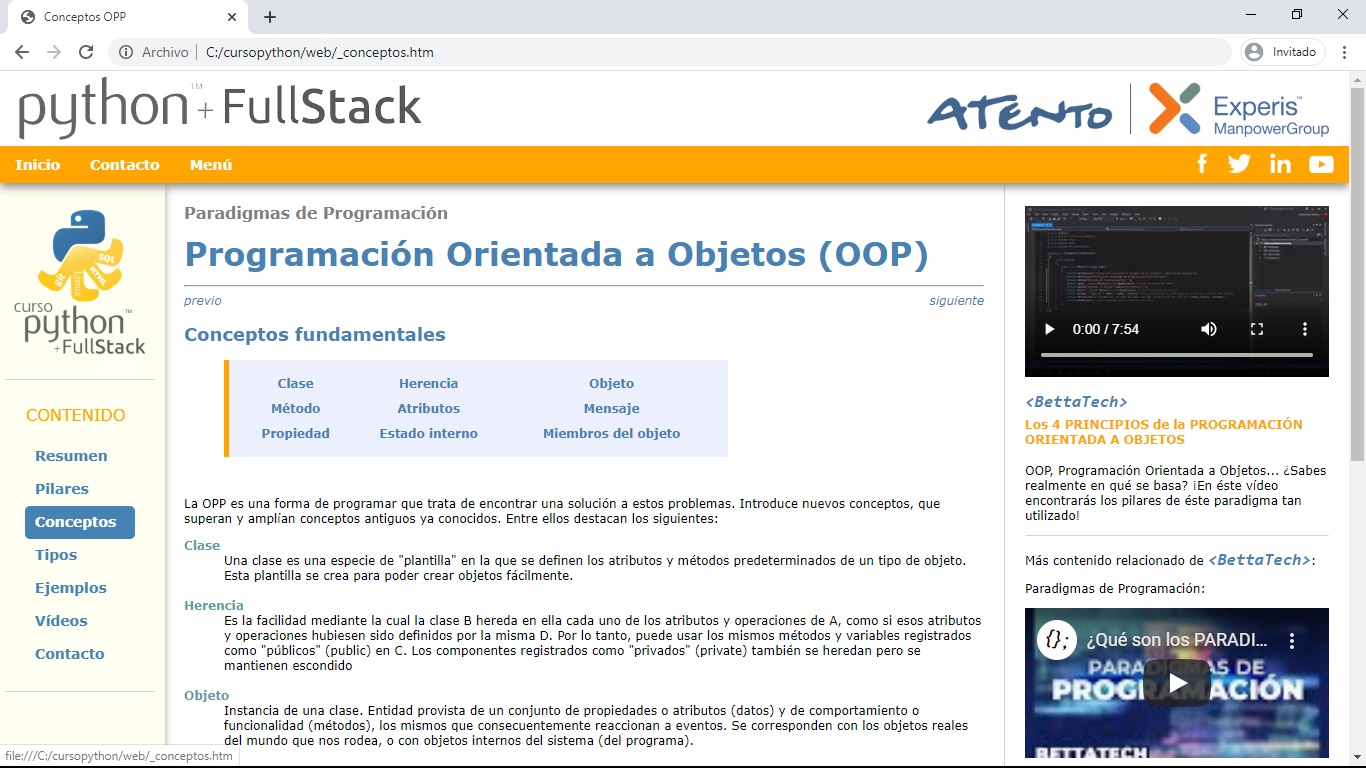 Conceptos OPP
Archivo C:/cursopython/web/_conceptos.htm Invitado
python™ + FullStack
ATENTO
Experis™
ManpowerGroup
Inicio Contacto Menú
git
SQL
HTML
curso
python™
+FullStack
CONTENIDO
Resumen
Pilares
Conceptos
Tipos
Ejemplos
Vídeos
Contacto
Paradigmas de Programación
Programación Orientada a Objetos (OOP)
previo siguiente
Conceptos fundamentales
Clase Herencia Objeto
Método Atributos Mensaje
Propiedad Estado interno Miembros del objeto
La OPP es una forma de programar que trata de encontrar una solución a estos problemas. Introduce nuevos conceptos, que
superan y amplían conceptos antiguos ya conocidos. Entre ellos destacan los siguientes:
Clase
Una clase es una especie de "plantilla" en la que se definen los atributos y métodos predeterminados de un tipo de objeto.
Esta plantilla se crea para poder crear objetos fácilmente.
Herencia
Es la facilidad mediante la cual la clase B hereda en ella cada uno de los atributos y operaciones de A, como si esos atributos
y operaciones hubiesen sido definidos por la misma D. Por lo tanto, puede usar los mismos métodos y variables registrados
como "públicos" (public) en C. Los componentes registrados como "privados" (private) también se heredan pero se
mantienen escondido
Objeto
Instancia de una clase. Entidad provista de un conjunto de propiedades o atributos (datos) y de comportamiento o
funcionalidad (métodos), los mismos que consecuentemente reaccionan a eventos. Se corresponden con los objetos reales
del mundo que nos rodea, o con objetos internos del sistema (del programa).
0:00 / 7:54
<BettaTech>
Los 4 PRINCIPIOS de la PROGRAMACIÓN
ORIENTADA A OBJETOS
OOP, Programación Orientada a Objetos... ¿Sabes
realmente en qué se basa? ¡En éste vídeo
encontrarás los pilares de éste paradigma tan
utilizado!
Más contenido relacionado de <BettaTech>:
Paradigmas de Programación:
{}; ¿Qué son los PARADI...
PARADIGMAS DE
PROGRAMACIÓN
BETTATECH
file:///C:/cursopython/web/_conceptos.htm